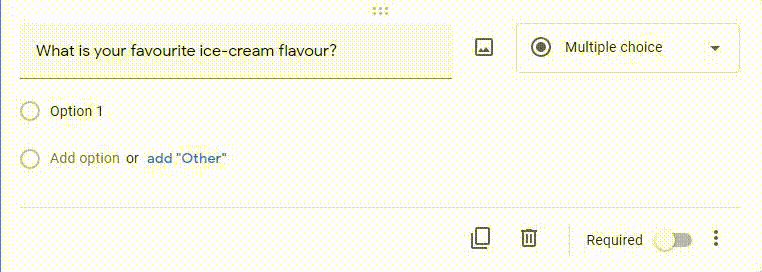 What is your favourite ice-cream flavour?
Multiple choice
Option 1
Add option or add "Other"
Required